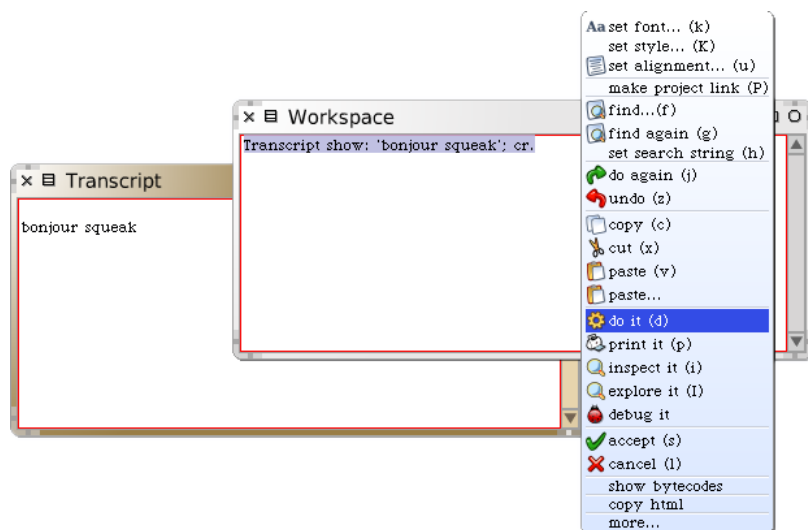 Workspace
Transcript show: 'bonjour squeak'; cr.
Transcript
bonjour squeak
Aa set font... (k)
set style... (K)
set alignment... (u)
make project link (P)
find...(f)
find again (g)
set search string (h)
do again (j)
undo (z)
copy (c)
cut (x)
paste (v)
paste...
do it (d)
print it (p)
inspect it (i)
explore it (I)
debug it
accept (s)
cancel (l)
show bytecodes
copy html
more...